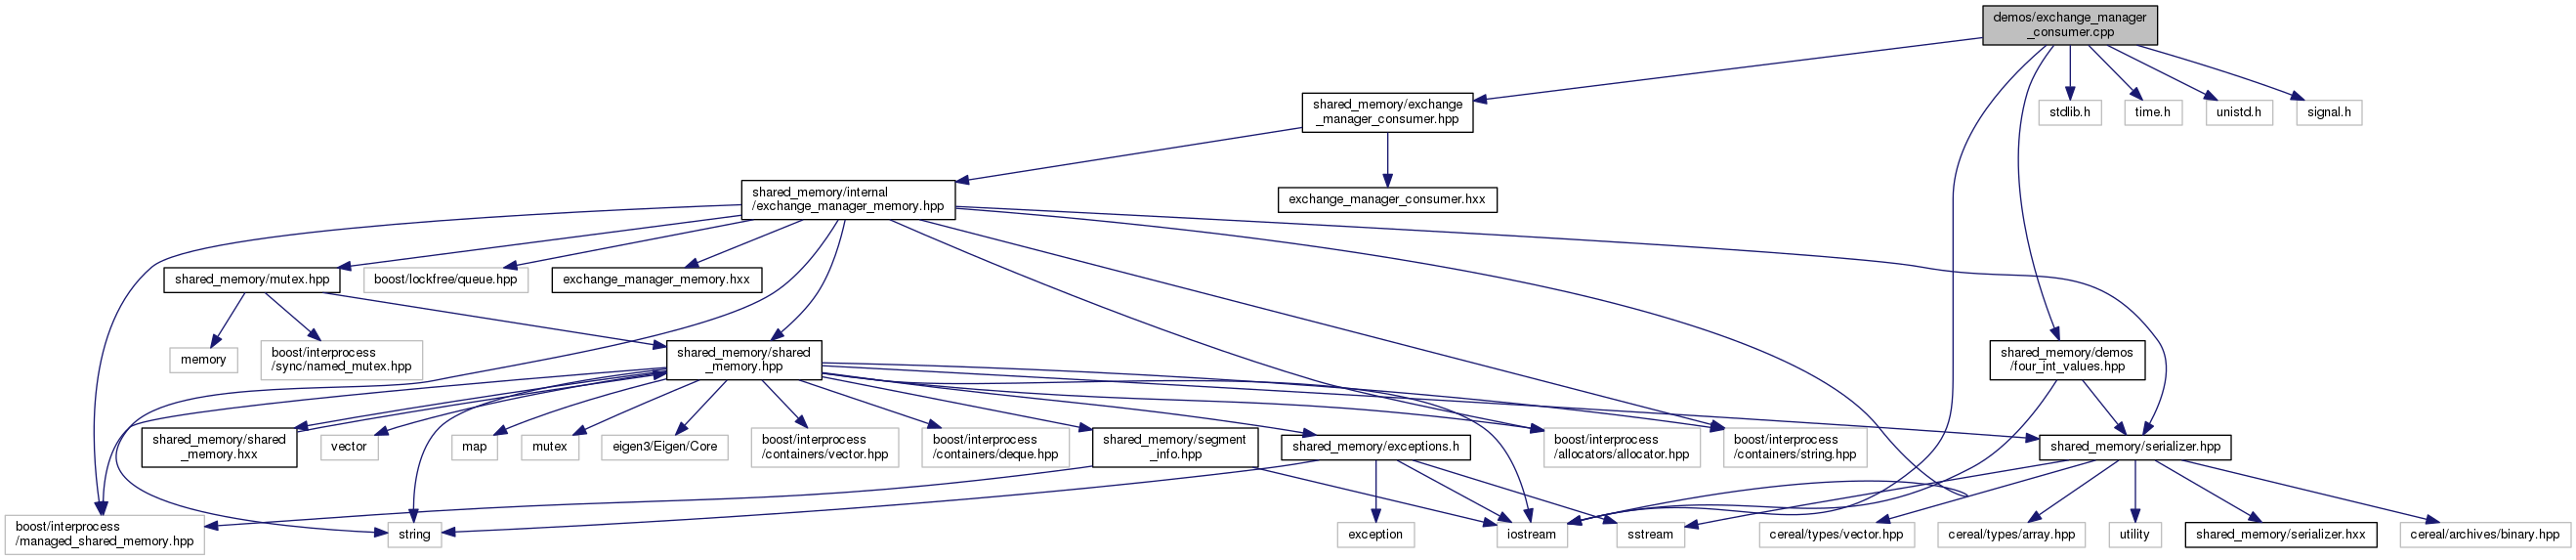 demos/exchange_manager
_consumer.cpp
shared_memory/exchange
_manager_consumer.hpp
stdlib.h
time.h
unistd.h
signal.h
shared_memory/internal
/exchange_manager_memory.hpp
exchange_manager_consumer.hxx
shared_memory/mutex.hpp
boost/lockfree/queue.hpp
exchange_manager_memory.hxx
memory
boost/interprocess
/sync/named_mutex.hpp
shared_memory/shared
_memory.hpp
shared_memory/demos
/four_int_values.hpp
shared_memory/shared
_memory.hxx
vector
map
mutex
eigen3/Eigen/Core
boost/interprocess
/containers/vector.hpp
boost/interprocess
/containers/deque.hpp
shared_memory/segment
_info.hpp
shared_memory/exceptions.h
boost/interprocess
/allocators/allocator.hpp
boost/interprocess
/containers/string.hpp
shared_memory/serializer.hpp
boost/interprocess
/managed_shared_memory.hpp
string
exception
iostream
sstream
cereal/types/vector.hpp
cereal/types/array.hpp
utility
shared_memory/serializer.hxx
cereal/archives/binary.hpp